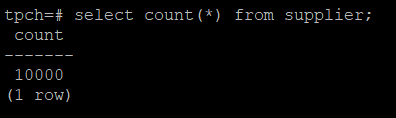 tpch=# select count(*) from supplier;
count
-------
10000
(1 row)